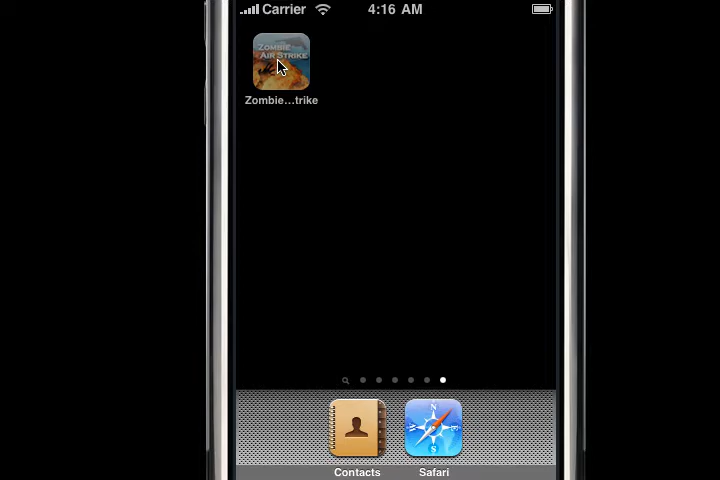 Carrier 4:16 AM
ZOMBIE
AIR STRIKE
Zombie...trike
N
W E
S
Contacts
Safari